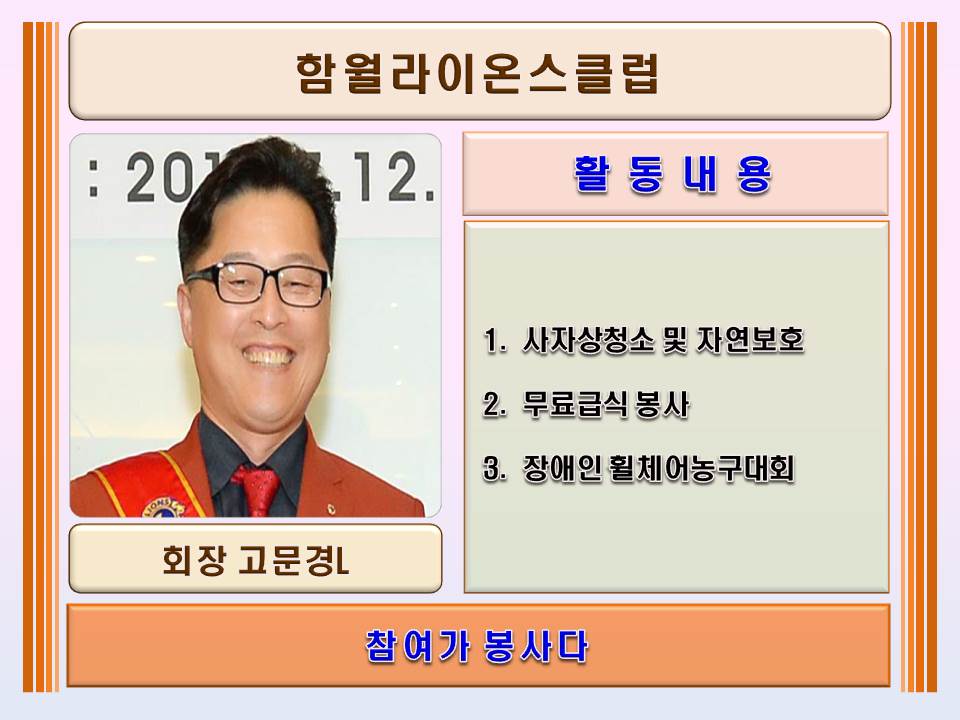 함월라이온스클럽
: 201 .12.
활동내용
1. 사자상청소 및 자연보호
2. 무료급식 봉사
3. 장애인 휠체어농구대회
회장 고문경L
참여가 봉사다